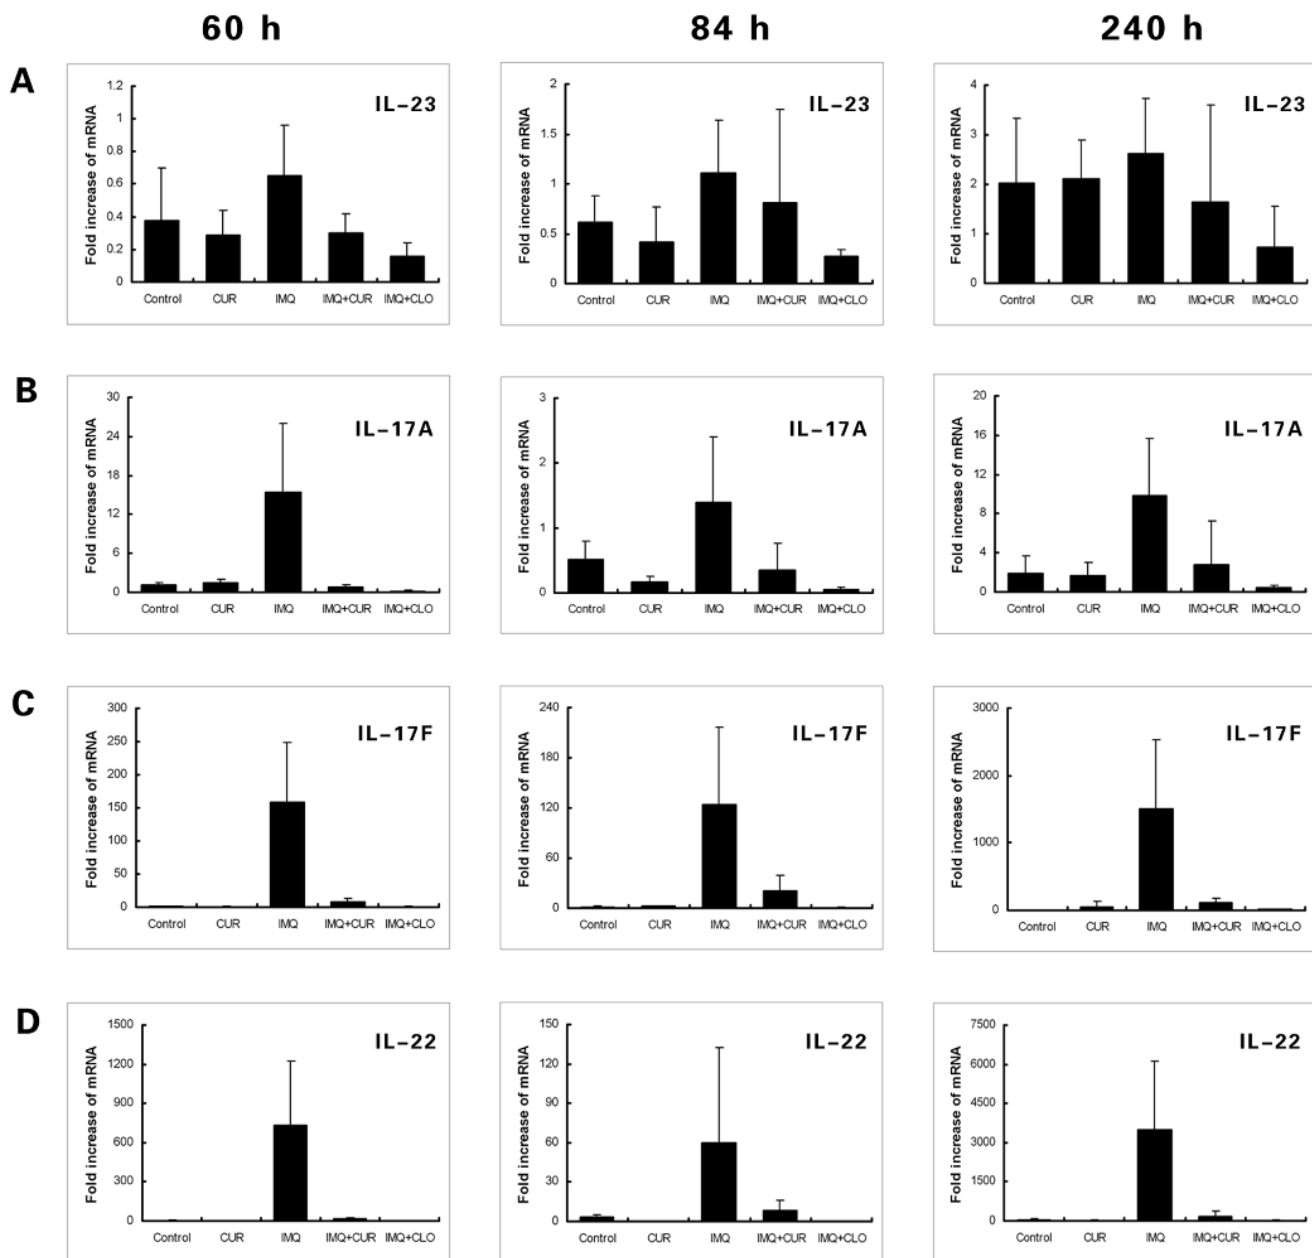 60 h 84 h 240 h
A
Fold increase of mRNA
1.2
1
0.8
0.6
0.4
0.2
0
IL-23
Control CUR IMQ IMQ+CUR IMQ+CLO
Fold increase of mRNA
2
1.5
1
0.5
0
IL-23
Control CUR IMQ IMQ+CUR IMQ+CLO
Fold increase of mRNA
4
3
2
1
0
IL-23
Control CUR IMQ IMQ+CUR IMQ+CLO
B
Fold increase of mRNA
30
24
18
12
6
0
IL-17A
Control CUR IMQ IMQ+CUR IMQ+CLO
Fold increase of mRNA
3
2
1
0
IL-17A
Control CUR IMQ IMQ+CUR IMQ+CLO
Fold increase of mRNA
20
16
12
8
4
0
IL-17A
Control CUR IMQ IMQ+CUR IMQ+CLO
C
Fold increase of mRNA
300
250
200
150
100
50
0
IL-17F
Control CUR IMQ IMQ+CUR IMQ+CLO
Fold increase of mRNA
240
180
120
60
0
IL-17F
Control CUR IMQ IMQ+CUR IMQ+CLO
Fold increase of mRNA
3000
2000
1000
0
IL-17F
Control CUR IMQ IMQ+CUR IMQ+CLO
D
Fold increase of mRNA
1500
1200
900
600
300
0
IL-22
Control CUR IMQ IMQ+CUR IMQ+CLO
Fold increase of mRNA
150
120
90
60
30
0
IL-22
Control CUR IMQ IMQ+CUR IMQ+CLO
Fold increase of mRNA
7500
6000
4500
3000
1500
0
IL-22
Control CUR IMQ IMQ+CUR IMQ+CLO